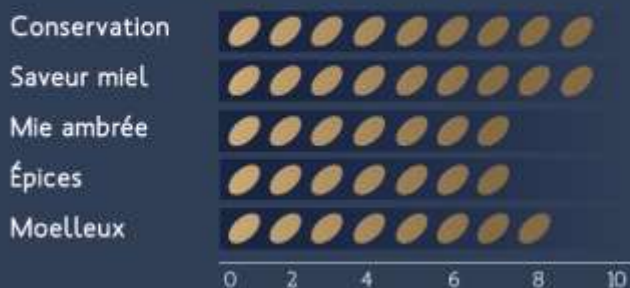 Conservation
Saveur miel
Mie ambrée
Épices
Moelleux
0 2 4 6 8 10